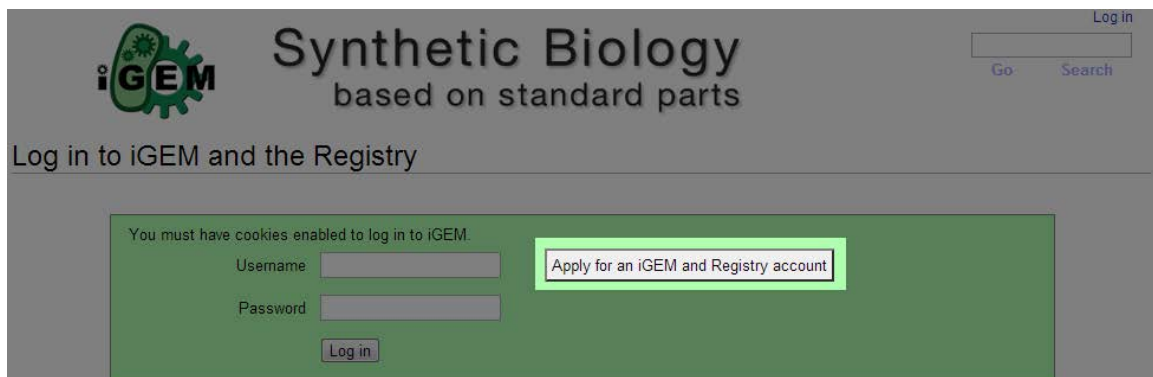 Log in
iGEM
Synthetic Biology
based on standard parts
Go Search
Log in to iGEM and the Registry
You must have cookies enabled to log in to iGEM.
Username
Apply for an iGEM and Registry account
Password
Log in